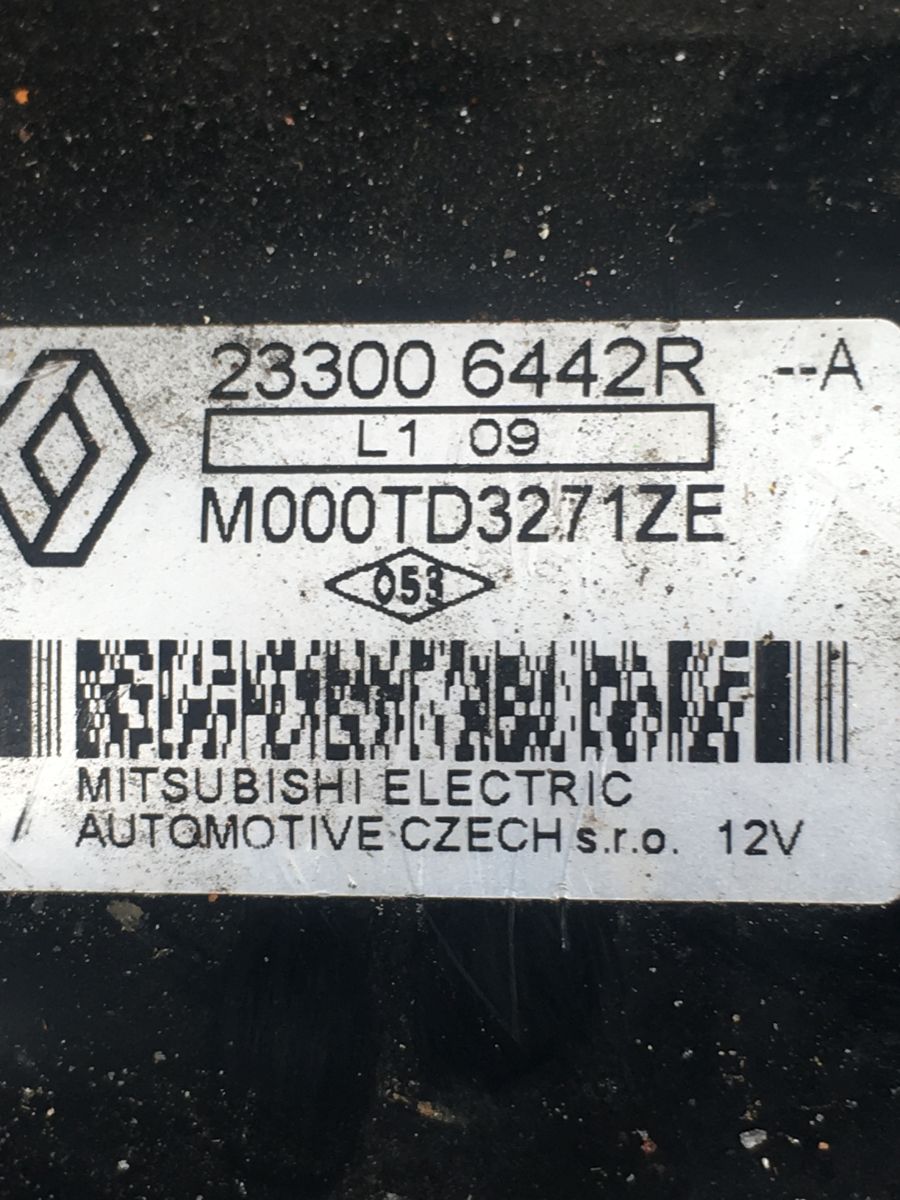 23300 6442R --A
L1 09
M000TD3271ZE
053
MITSUBISHI ELECTRIC
AUTOMOTIVE CZECH s.r.o. 12V